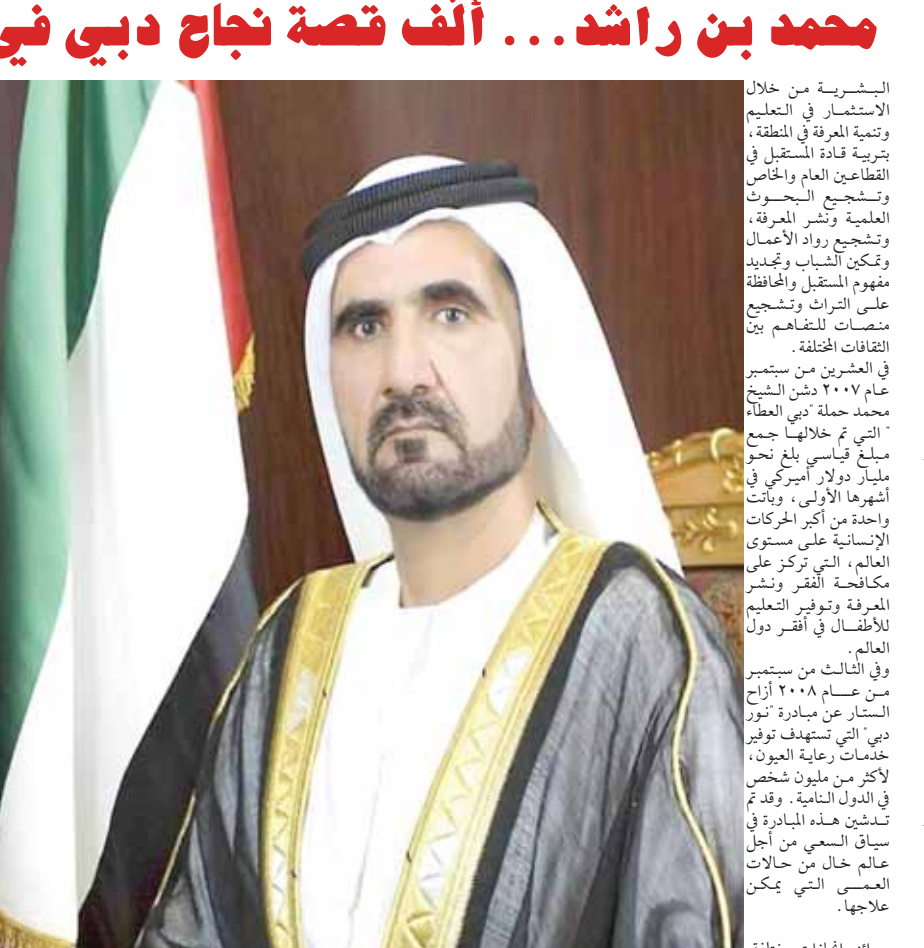 محمد بن راشد... ألّف قصة نجاح دبي في
البشرية من خلال
الاستثمار في التعليم
وتنمية المعرفة في المنطقة،
بتربية قادة المستقبل في
القطاعين العام والخاص
وتشجيع البحوث
العلمية ونشر المعرفة،
وتشجيع رواد الأعمال
وتمكين الشباب وتجديد
مفهوم المستقبل والمحافظة
على التراث وتشجيع
منصات للتفاهم بين
الثقافات المختلفة.
في العشرين من سبتمبر
عام ٢٠٠٧ دشن الشيخ
محمد حملة "دبي العطاء
" التي تم خلالها جمع
مبلغ قياسي بلغ نحو
مليار دولار أميركي في
أشهرها الأولى، وباتت
واحدة من أكبر الحركات
الإنسانية على مستوى
العالم، التي تركز على
مكافحة الفقر ونشر
المعرفة وتوفير التعليم
للأطفال في أفقر دول
العالم.
وفي الثالث من سبتمبر
من عام ٢٠٠٨ أزاح
الستار عن مبادرة "نور
دبي" التي تستهدف توفير
خدمات رعاية العيون،
لأكثر من مليون شخص
في الدول النامية. وقد تم
تدشين هذه المبادرة في
سياق السعي من أجل
عالم خال من حالات
العمى التي يمكن
علاجها.